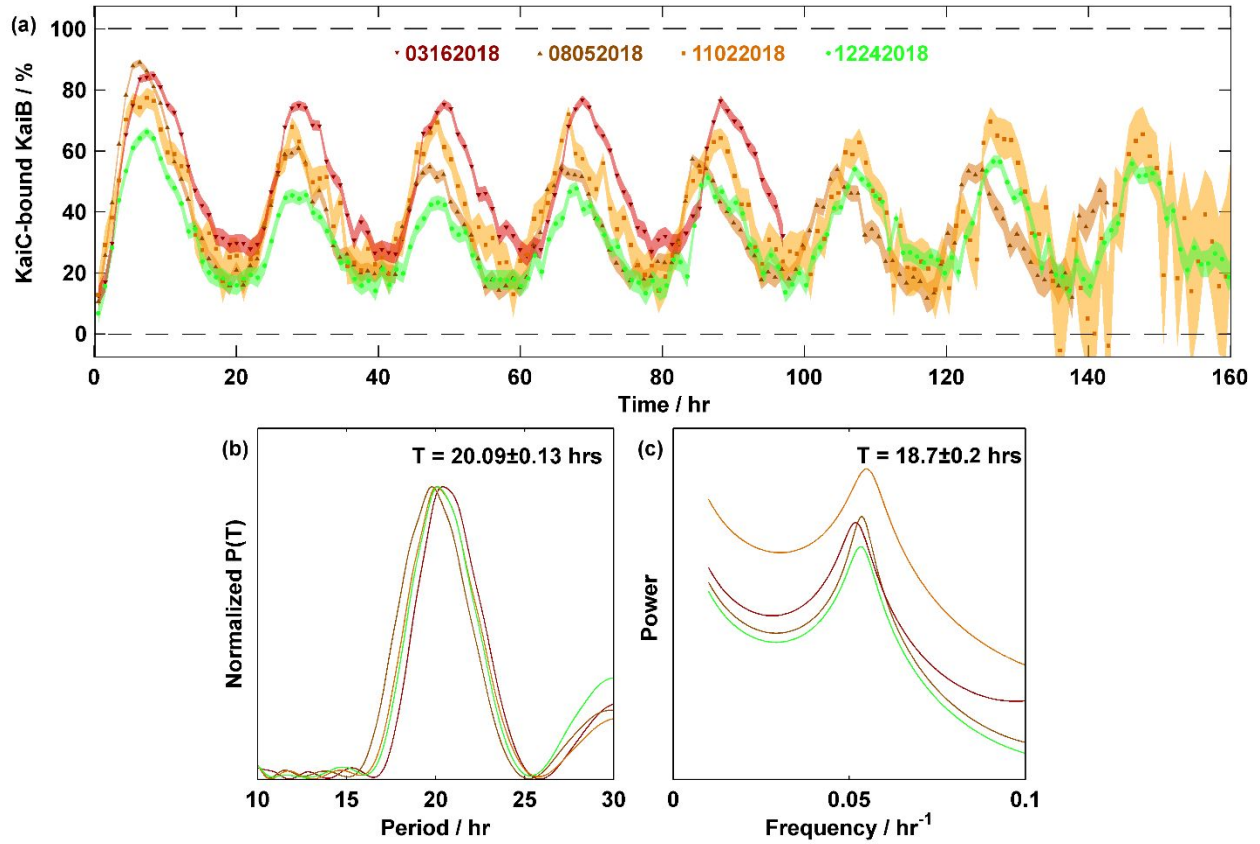 (a)
KaiC-bound KaiB / %
100
80
60
40
20
0
03162018 08052018 11022018 12242018
0 20 40 60 80 100 120 140 160
Time / hr
(b)
T = 20.09±0.13 hrs
Normalized P(T)
10 15 20 25 30
Period / hr
(c)
T = 18.7±0.2 hrs
Power
0 0.05 0.1
Frequency / hr⁻¹